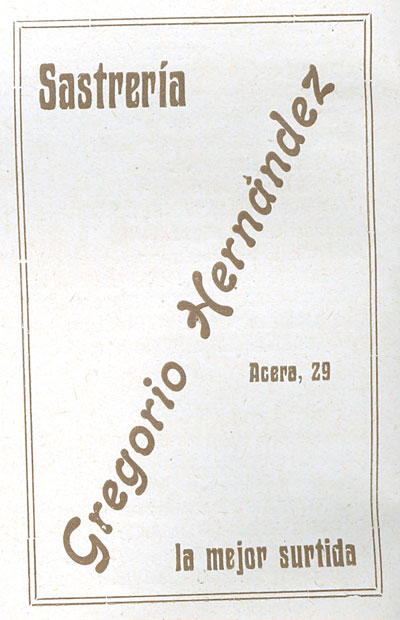 Sastrería
Gregorio Hernández
Acera, 29
la mejor surtida